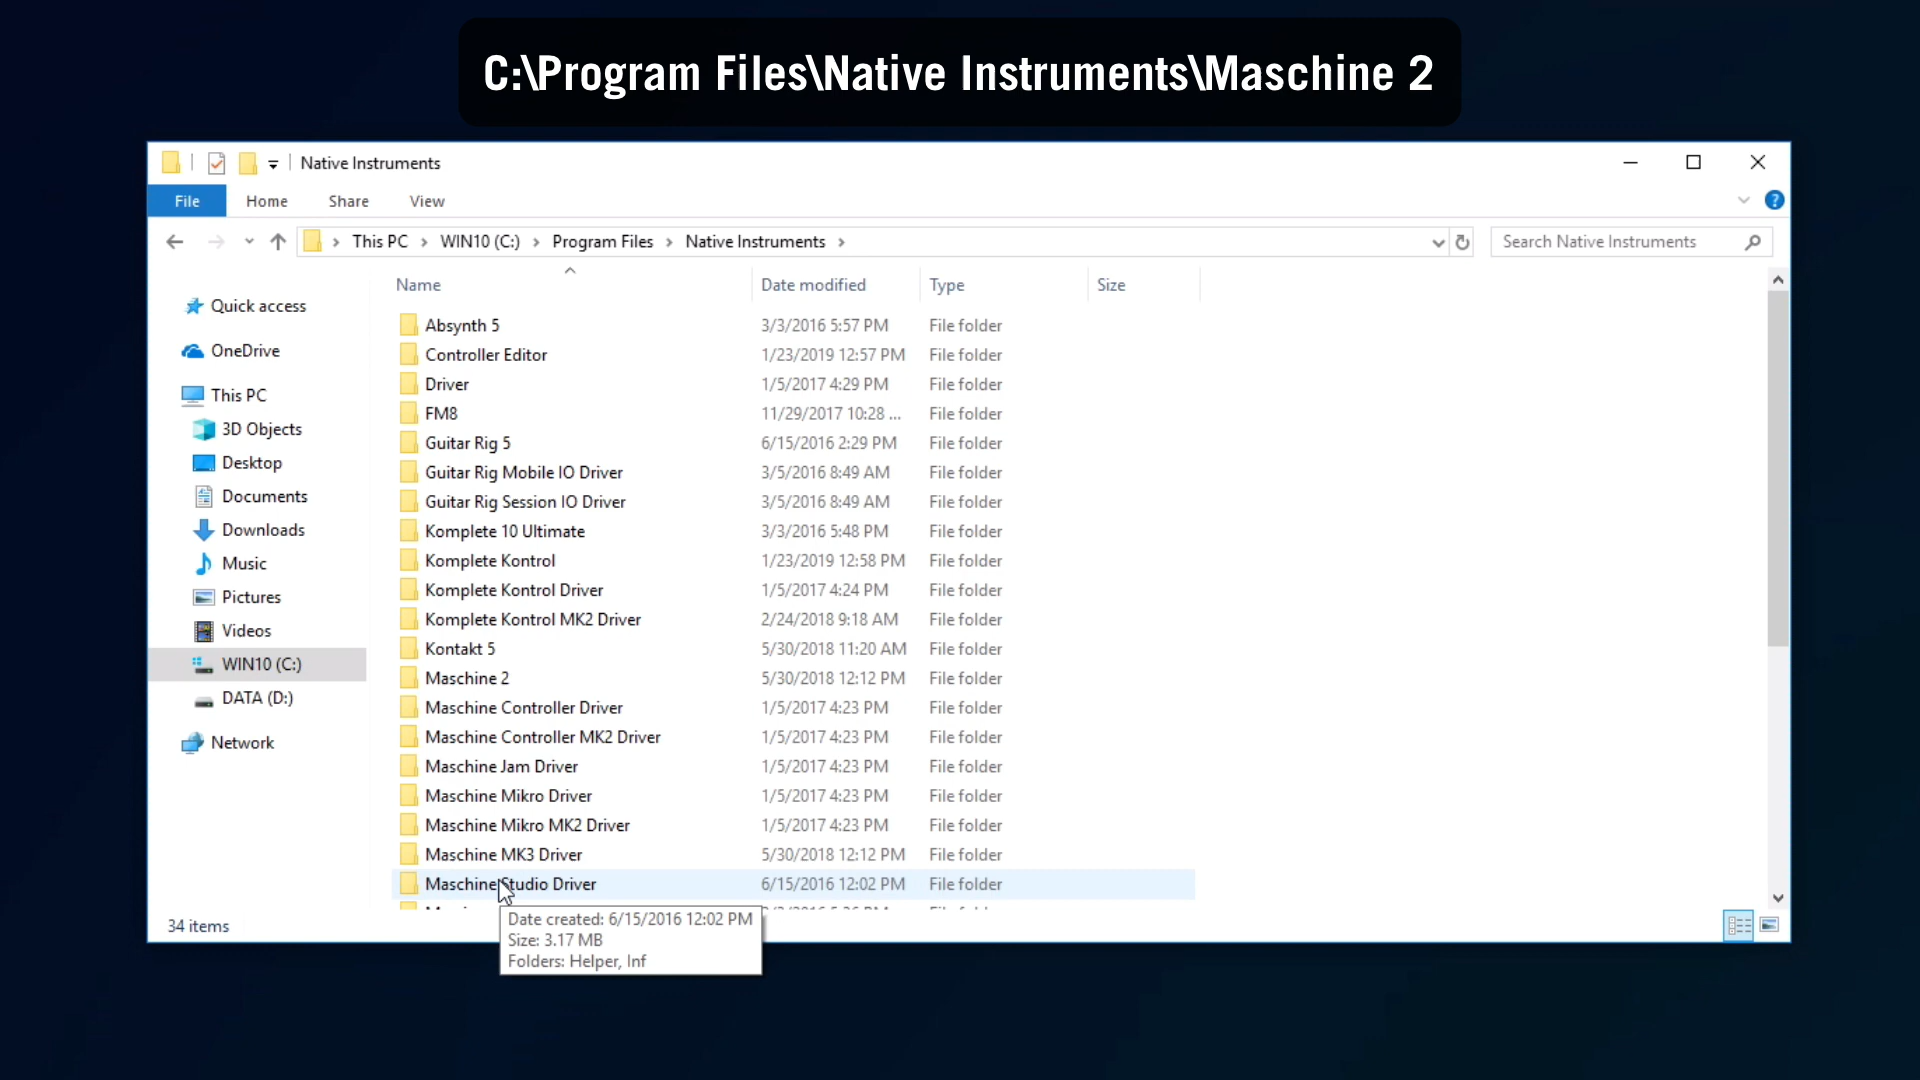 C:\Program Files\Native Instruments\Maschine 2
Native Instruments
File Home Share View
This PC > WIN10 (C:) > Program Files > Native Instruments >
Search Native Instruments
Name Date modified Type Size
Quick access
OneDrive
This PC
3D Objects
Desktop
Documents
Downloads
Music
Pictures
Videos
WIN10 (C:)
DATA (D:)
Network
Absynth 5 3/3/2016 5:57 PM File folder
Controller Editor 1/23/2019 12:57 PM File folder
Driver 1/5/2017 4:29 PM File folder
FM8 11/29/2017 10:28 ... File folder
Guitar Rig 5 6/15/2016 2:29 PM File folder
Guitar Rig Mobile IO Driver 3/5/2016 8:49 AM File folder
Guitar Rig Session IO Driver 3/5/2016 8:49 AM File folder
Komplete 10 Ultimate 3/3/2016 5:48 PM File folder
Komplete Kontrol 1/23/2019 12:58 PM File folder
Komplete Kontrol Driver 1/5/2017 4:24 PM File folder
Komplete Kontrol MK2 Driver 2/24/2018 9:18 AM File folder
Kontakt 5 5/30/2018 11:20 AM File folder
Maschine 2 5/30/2018 12:12 PM File folder
Maschine Controller Driver 1/5/2017 4:23 PM File folder
Maschine Controller MK2 Driver 1/5/2017 4:23 PM File folder
Maschine Jam Driver 1/5/2017 4:23 PM File folder
Maschine Mikro Driver 1/5/2017 4:23 PM File folder
Maschine Mikro MK2 Driver 1/5/2017 4:23 PM File folder
Maschine MK3 Driver 5/30/2018 12:12 PM File folder
Maschine Studio Driver 6/15/2016 12:02 PM File folder
34 items
Date created: 6/15/2016 12:02 PM
Size: 3.17 MB
Folders: Helper, Inf